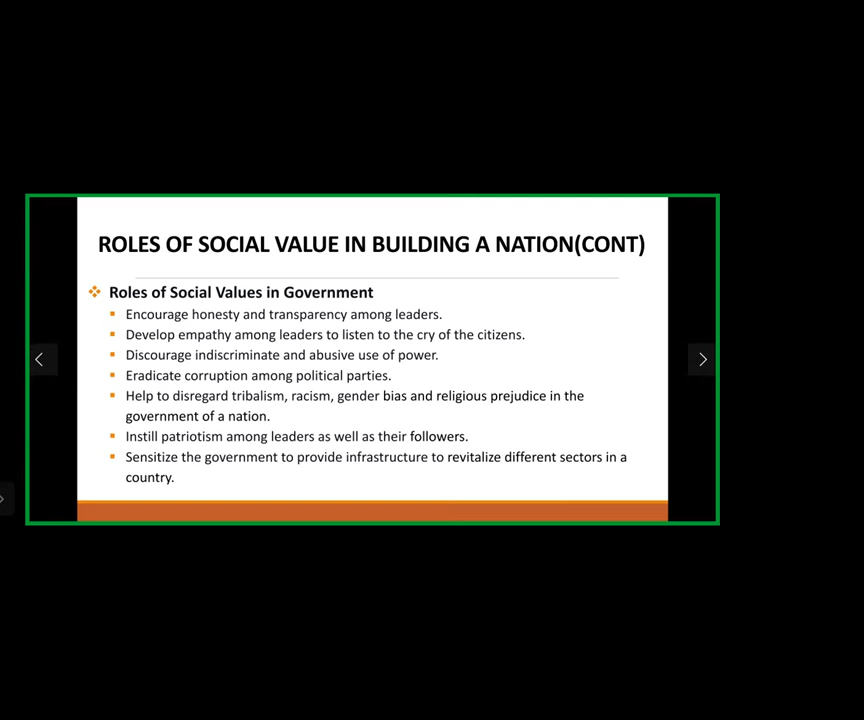 ROLES OF SOCIAL VALUE IN BUILDING A NATION(CONT)
Roles of Social Values in Government
Encourage honesty and transparency among leaders.
Develop empathy among leaders to listen to the cry of the citizens.
Discourage indiscriminate and abusive use of power.
Eradicate corruption among political parties.
Help to disregard tribalism, racism, gender bias and religious prejudice in the
government of a nation.
Instill patriotism among leaders as well as their followers.
Sensitize the government to provide infrastructure to revitalize different sectors in a
country.